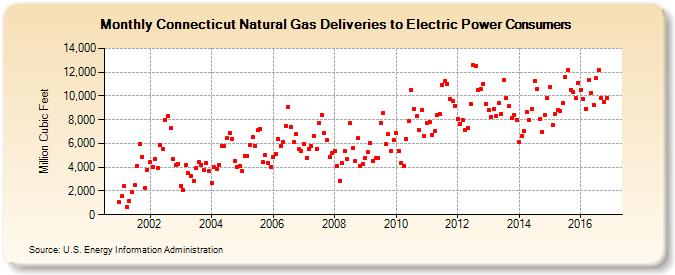 Monthly Connecticut Natural Gas Deliveries to Electric Power Consumers
Million Cubic Feet
14,000
12,000
10,000
8,000
6,000
4,000
2,000
0
2002 2004 2006 2008 2010 2012 2014 2016
Source: U.S. Energy Information Administration